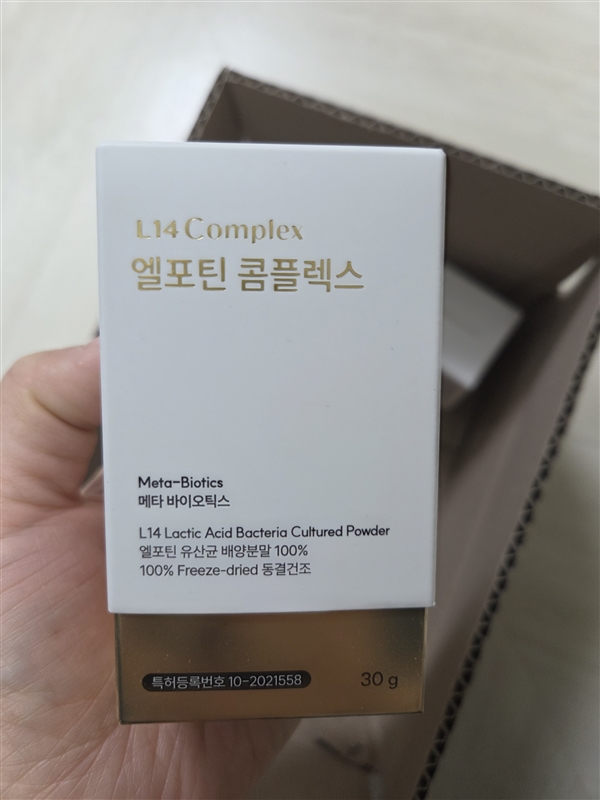 L14 Complex
엘포틴 콤플렉스
Meta-Biotics
메타 바이오틱스
L14 Lactic Acid Bacteria Cultured Powder
엘포틴 유산균 배양분말 100%
100% Freeze-dried 동결건조
특허등록번호 10-2021558
30 g